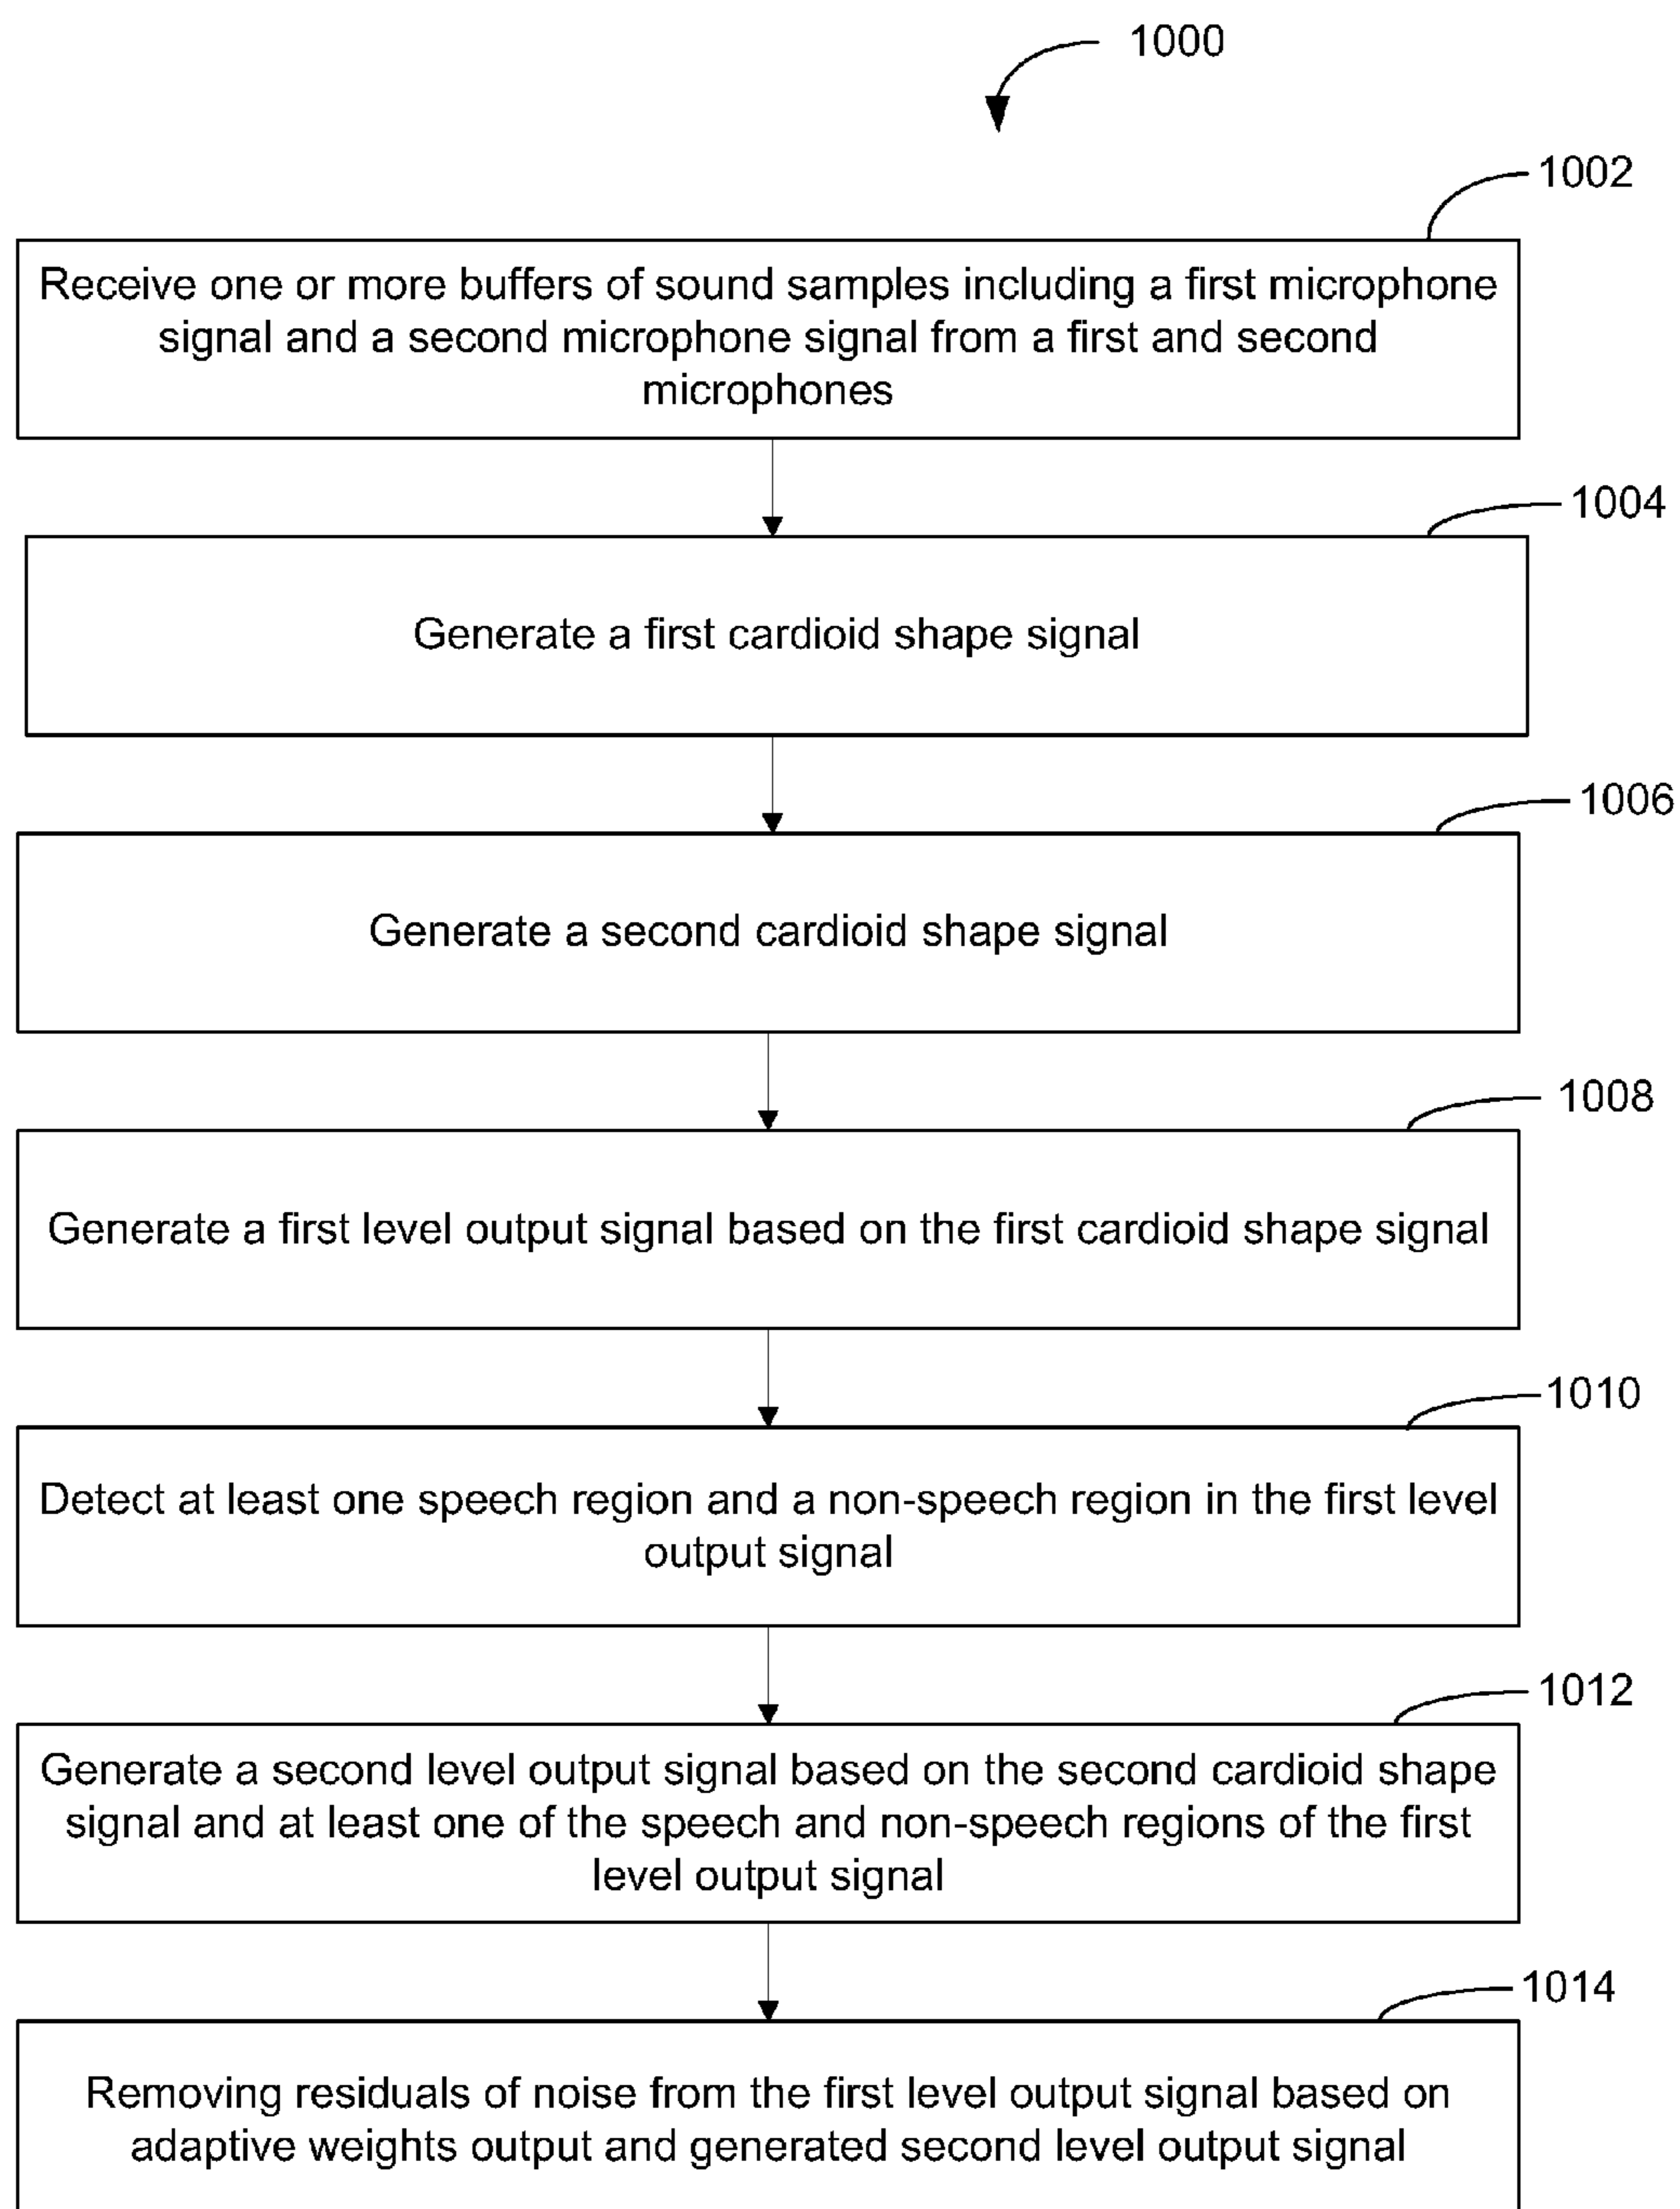 1000
1002
Receive one or more buffers of sound samples including a first microphone
signal and a second microphone signal from a first and second
microphones
1004
Generate a first cardioid shape signal
1006
Generate a second cardioid shape signal
1008
Generate a first level output signal based on the first cardioid shape signal
1010
Detect at least one speech region and a non-speech region in the first level
output signal
1012
Generate a second level output signal based on the second cardioid shape
signal and at least one of the speech and non-speech regions of the first
level output signal
1014
Removing residuals of noise from the first level output signal based on
adaptive weights output and generated second level output signal